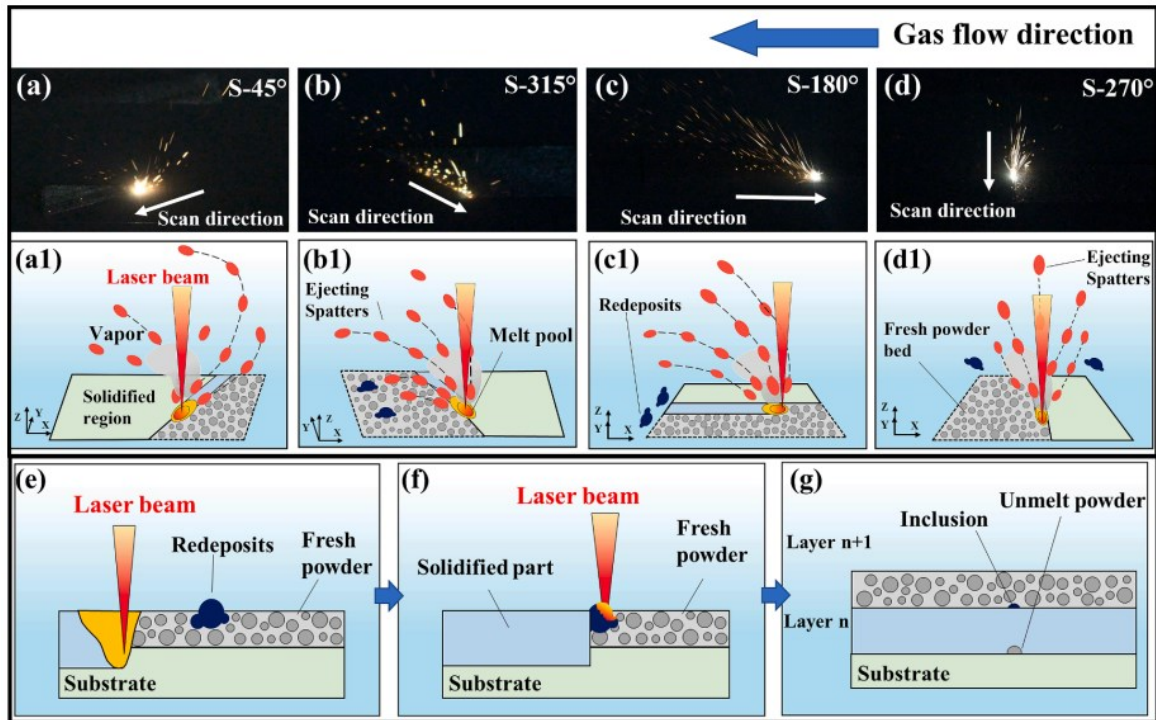 Gas flow direction
(a)
S-45°
Scan direction
(b)
S-315°
Scan direction
(c)
S-180°
Scan direction
(d)
S-270°
Scan direction
(a1)
Laser beam
Vapor
Solidified
region
Z
Y
X
(b1)
Ejecting
Spatters
Melt pool
Z
Y
X
(c1)
Redeposits
Z
Y
X
(d1)
Ejecting
Spatters
Fresh powder
bed
Z
Y
X
(e)
Laser beam
Redeposits
Fresh
powder
Substrate
(f)
Laser beam
Solidified part
Fresh
powder
Substrate
(g)
Unmelt powder
Inclusion
Layer n+1
Layer n
Substrate